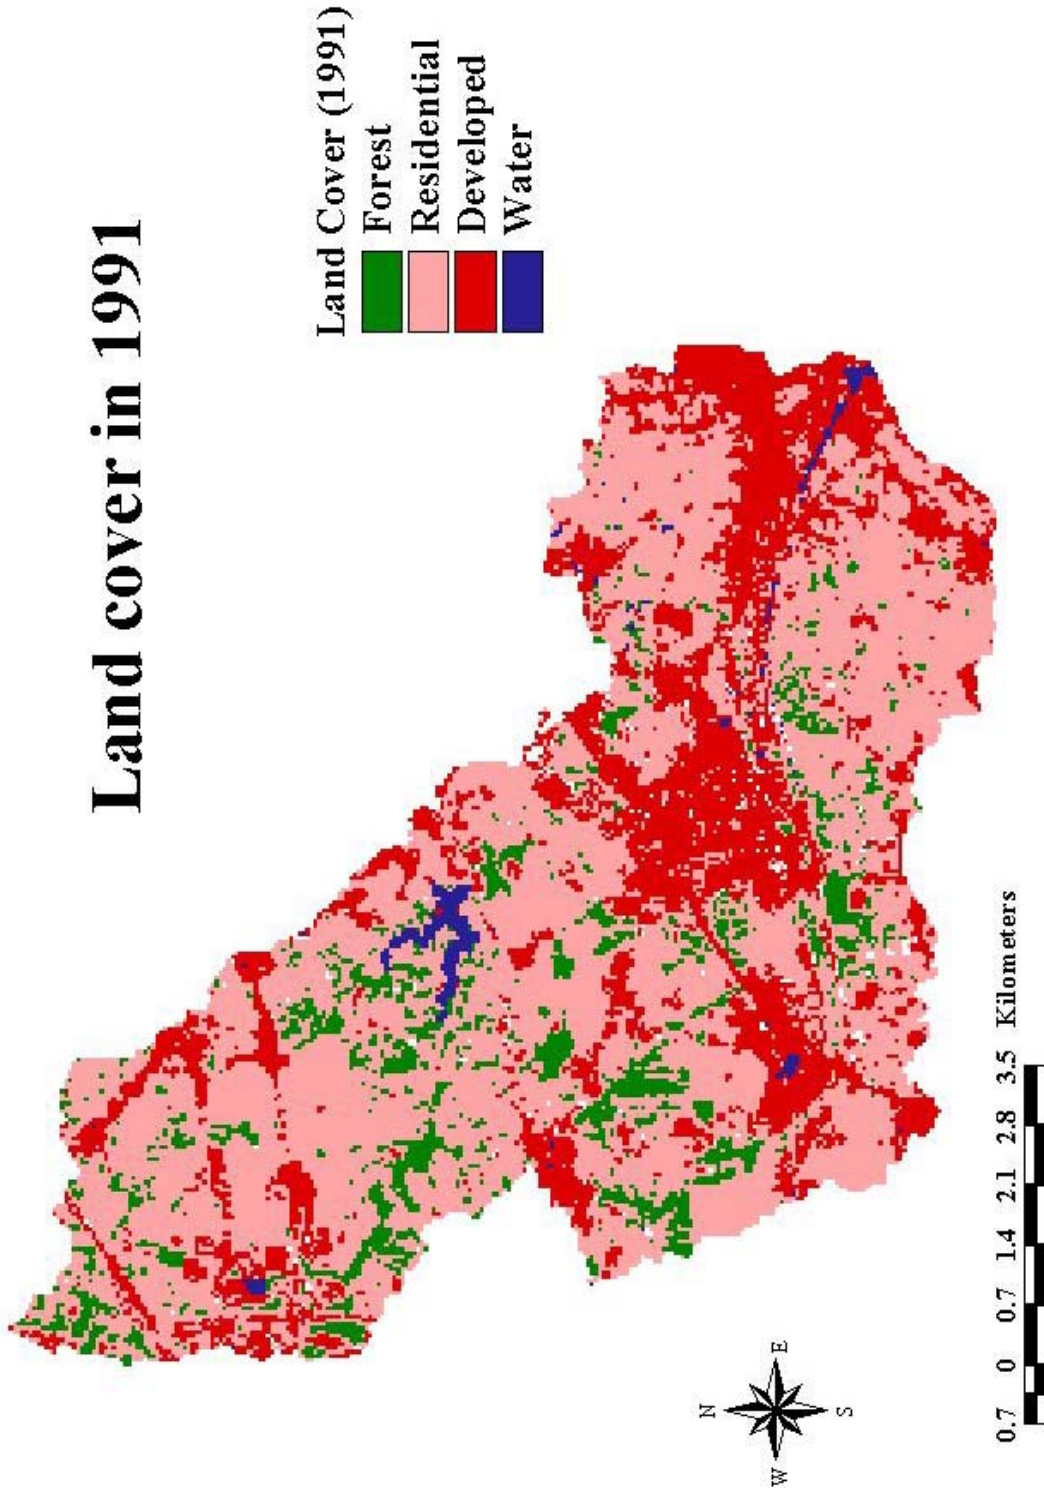 Land cover in 1991
Land Cover (1991)
Forest
Residential
Developed
Water
N
W E
S
0.7 0 0.7 1.4 2.1 2.8 3.5 Kilometers